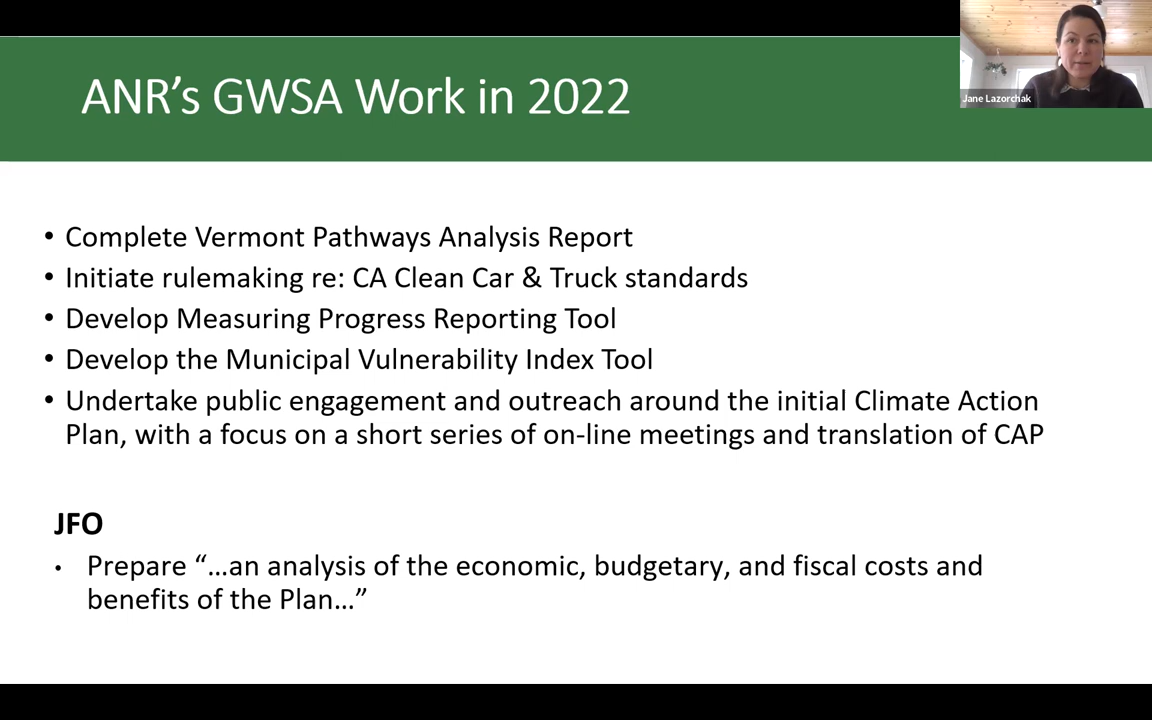 ANR’s GWSA Work in 2022
Jane Lazorchak
• Complete Vermont Pathways Analysis Report
• Initiate rulemaking re: CA Clean Car & Truck standards
• Develop Measuring Progress Reporting Tool
• Develop the Municipal Vulnerability Index Tool
• Undertake public engagement and outreach around the initial Climate Action
Plan, with a focus on a short series of on-line meetings and translation of CAP
JFO
• Prepare “…an analysis of the economic, budgetary, and fiscal costs and
benefits of the Plan…”